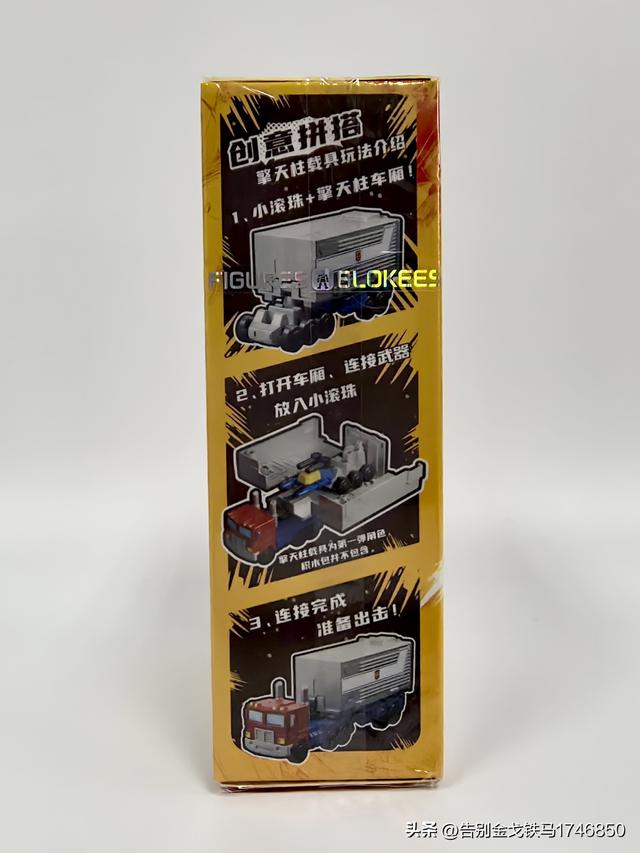 创意拼搭
擎天柱载具玩法介绍
1、小滚珠+擎天柱车厢!
FIGURES BLOKEES
2、打开车厢、连接武器
放入小滚珠
擎天柱载具为第一弹角色,
积木包并不包含。
3、连接完成
准备出击!
头条 @告别金戈铁马1746850